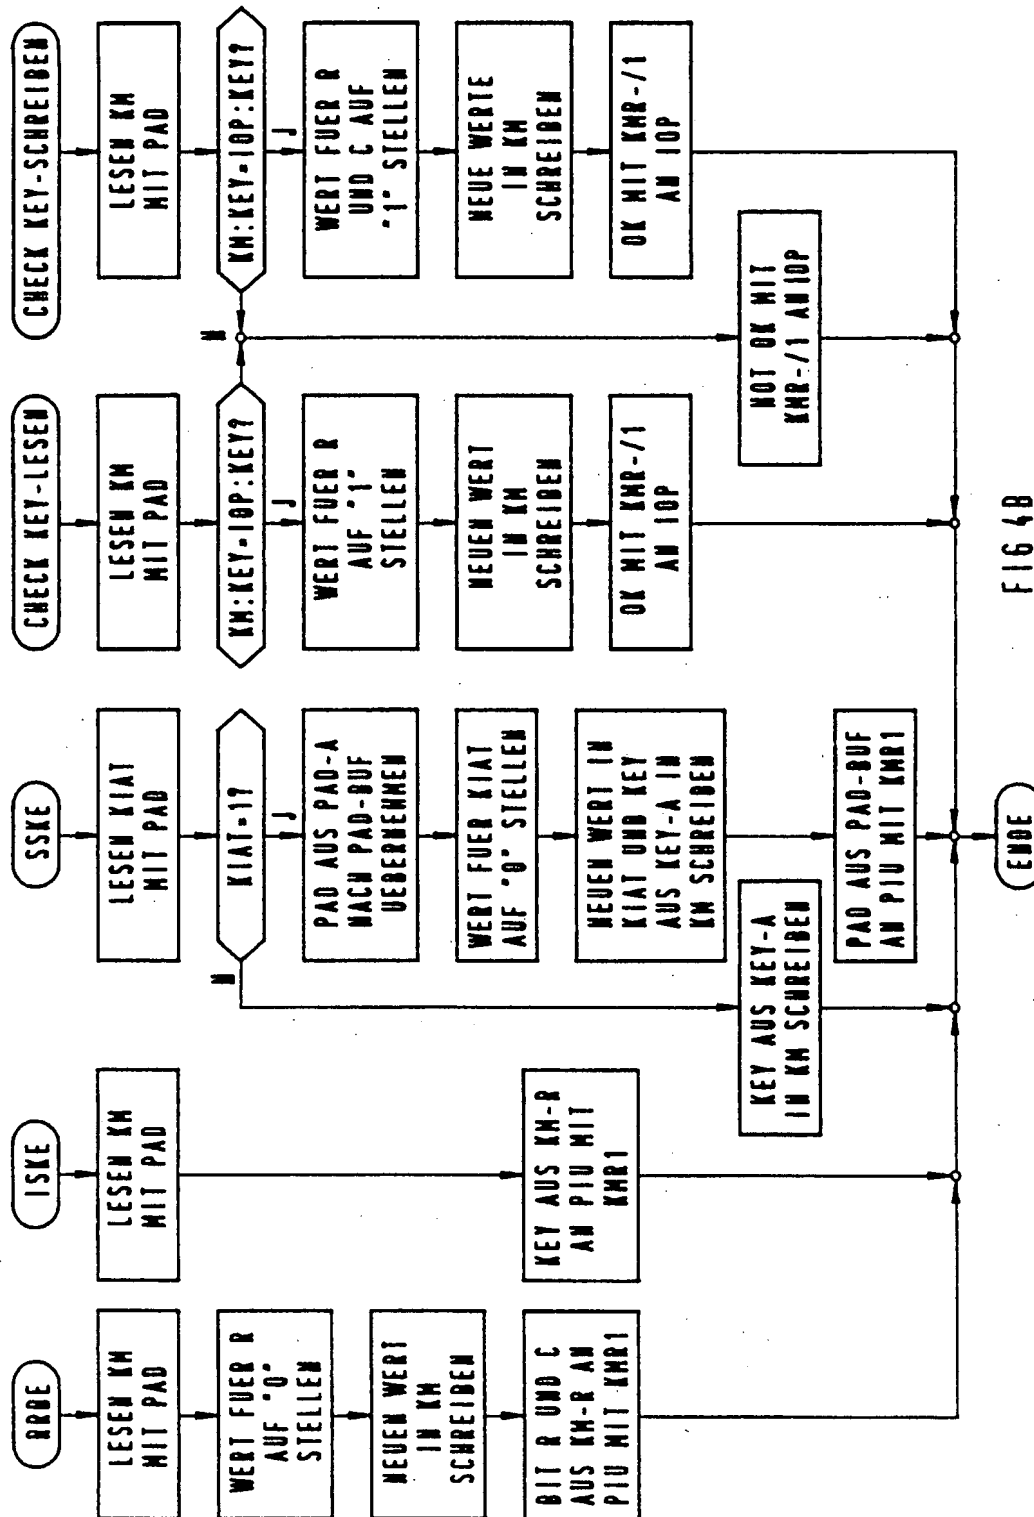 RRBE
LESEN KM
MIT PAD
WERT FUER R
AUF "0"
STELLEN
NEUEN WERT
IN KM
SCHREIBEN
BIT R UND C
AUS KM-R AN
PIU MIT KMR1
ISKE
LESEN KM
MIT PAD
KEY AUS KM-R
AN PIU MIT
KMR1
SSKE
LESEN KIAT
MIT PAD
KIAT=1?
N
J
PAD AUS PAD-A
NACH PAD-BUF
UEBERNEHMEN
WERT FUER KIAT
AUF "0" STELLEN
NEUEN WERT IN
KIAT UND KEY
AUS KEY-A IN
KM SCHREIBEN
KEY AUS KEY-A
IN KM SCHREIBEN
PAD AUS PAD-BUF
AN PIU MIT KMR1
ENDE
CHECK KEY-LESEN
LESEN KM
MIT PAD
KM:KEY=IOP:KEY?
J
WERT FUER R
AUF "1"
STELLEN
NEUEN WERT
IN KM
SCHREIBEN
OK MIT KMR-/1
AN IOP
N
NOT OK MIT
KMR-/1 AN IOP
CHECK KEY-SCHREIBEN
LESEN KM
MIT PAD
KM:KEY=IOP:KEY?
J
WERT FUER R
UND C AUF
"1" STELLEN
NEUE WERTE
IN KM
SCHREIBEN
OK MIT KMR-/1
AN IOP
FIG 4B